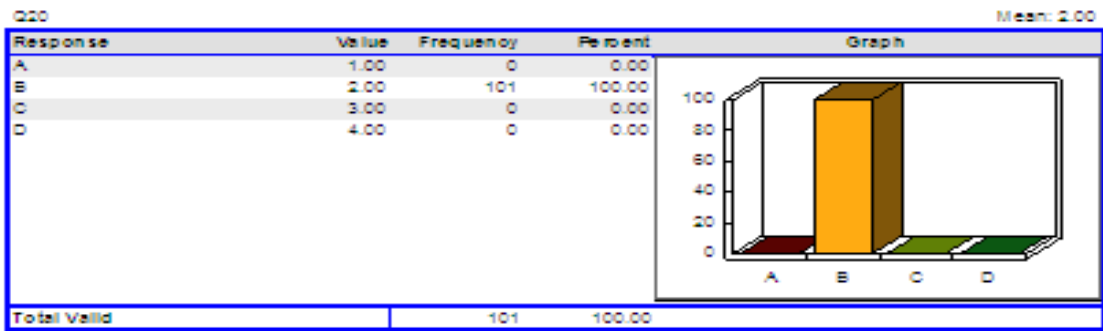 Q20 Mean: 2.00
Response Value Frequency Percent Graph
A 1.00 0 0.00
B 2.00 101 100.00
C 3.00 0 0.00
D 4.00 0 0.00
100
80
60
40
20
0
A B C D
Total Valid 101 100.00